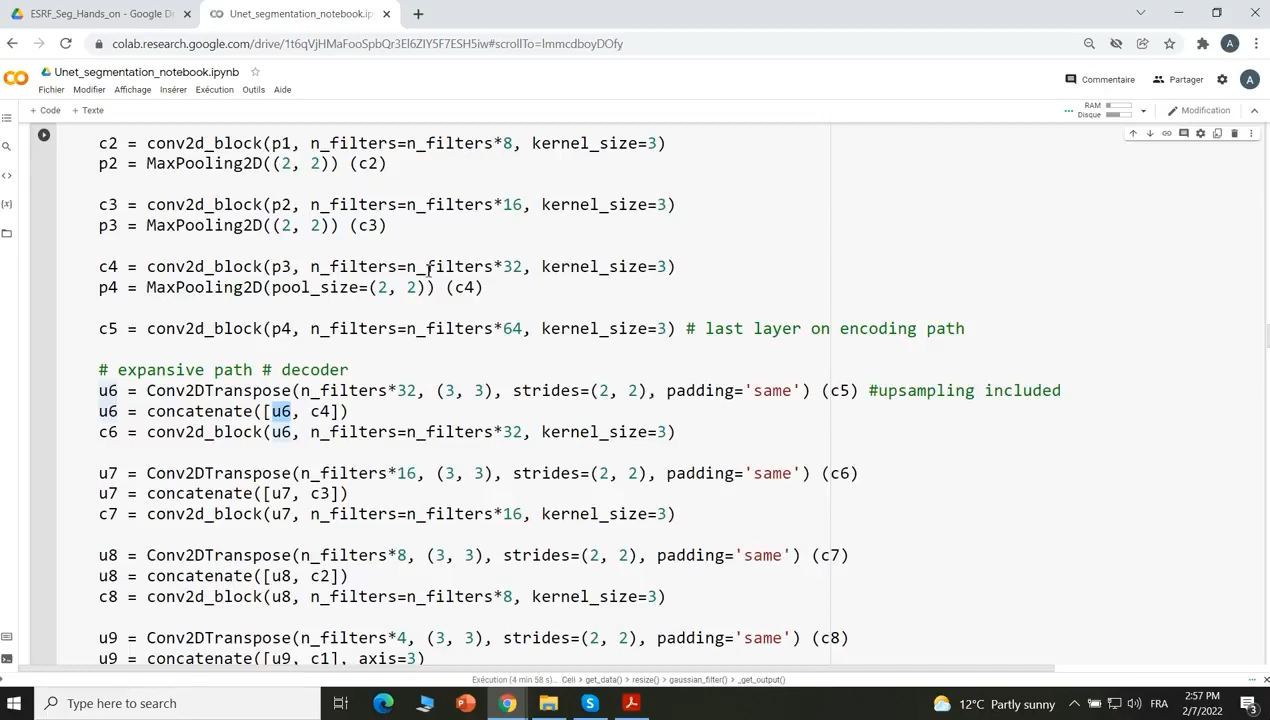 ESRF_Seg_Hands_on - Google Dr
Unet_segmentation_notebook.ipyn
colab.research.google.com/drive/1t6qVjHMaFooSpbQr3El6ZIY5F7ESH5iw#scrollTo=lmmcdboyDOfy
A
Unet_segmentation_notebook.ipynb
Commentaire
Partager
A
Fichier Modifier Affichage Insérer Exécution Outils Aide
+ Code + Texte
RAM
Disque
Modification
c2 = conv2d_block(p1, n_filters=n_filters*8, kernel_size=3)
p2 = MaxPooling2D((2, 2)) (c2)
c3 = conv2d_block(p2, n_filters=n_filters*16, kernel_size=3)
p3 = MaxPooling2D((2, 2)) (c3)
c4 = conv2d_block(p3, n_filters=n_filters*32, kernel_size=3)
p4 = MaxPooling2D(pool_size=(2, 2)) (c4)
c5 = conv2d_block(p4, n_filters=n_filters*64, kernel_size=3) # last layer on encoding path
# expansive path # decoder
u6 = Conv2DTranspose(n_filters*32, (3, 3), strides=(2, 2), padding='same') (c5) #upsampling included
u6 = concatenate([u6, c4])
c6 = conv2d_block(u6, n_filters=n_filters*32, kernel_size=3)
u7 = Conv2DTranspose(n_filters*16, (3, 3), strides=(2, 2), padding='same') (c6)
u7 = concatenate([u7, c3])
c7 = conv2d_block(u7, n_filters=n_filters*16, kernel_size=3)
u8 = Conv2DTranspose(n_filters*8, (3, 3), strides=(2, 2), padding='same') (c7)
u8 = concatenate([u8, c2])
c8 = conv2d_block(u8, n_filters=n_filters*8, kernel_size=3)
u9 = Conv2DTranspose(n_filters*4, (3, 3), strides=(2, 2), padding='same') (c8)
u9 = concatenate([u9, c1], axis=3)
Exécution (4 min 58 s)... Cell get_data() resize() gaussian_filter() _get_output()
Type here to search
12°C Partly sunny
FRA
2:57 PM
2/7/2022
3